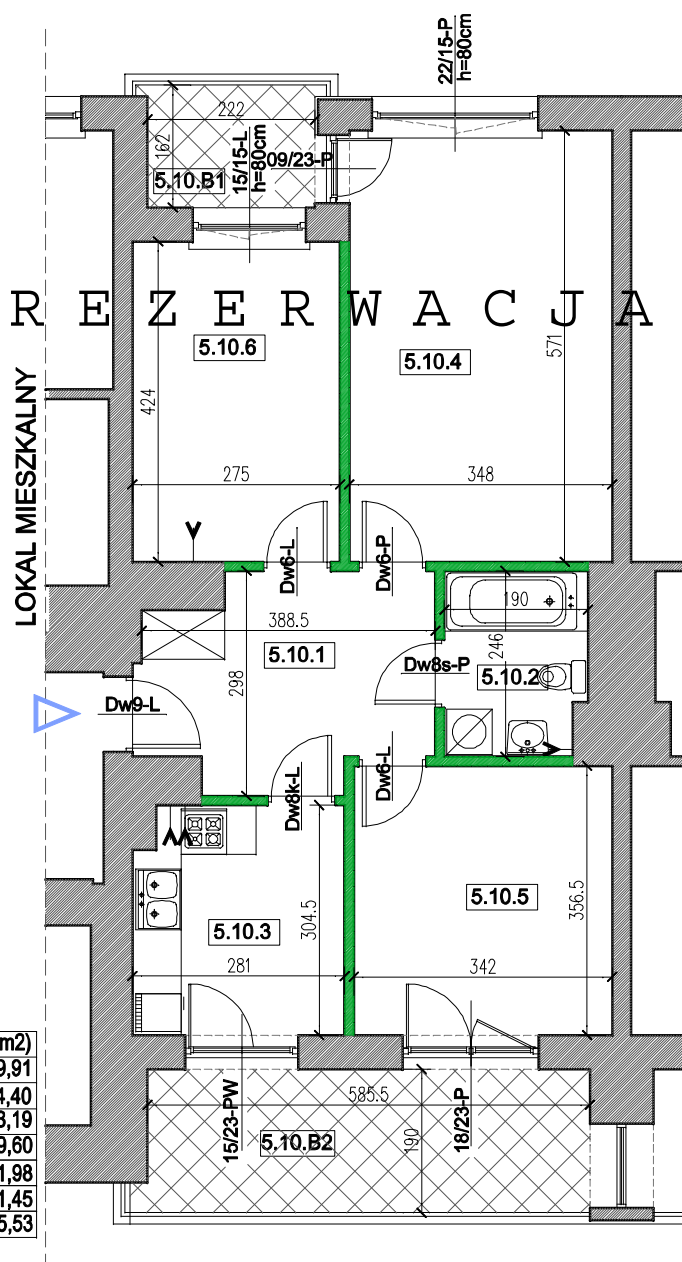 22/15-P
h=80cm
222
162
15/15-L
h=80cm
09/23-P
5.10.B1
REZERWACJA
5.10.6
5.10.4
571
424
LOKAL MIESZKALNY
275
348
Dw6-L
Dw6-P
190
388.5
246
5.10.1
Dw8s-P
5.10.2
298
Dw9-L
Dw8k-L
Dw6-L
5.10.5
356.5
304.5
5.10.3
281
342
m2)
9,91
4,40
3,19
9,60
1,98
1,45
5,53
585.5
15/23-PW
5.10.B2
190
18/23-P